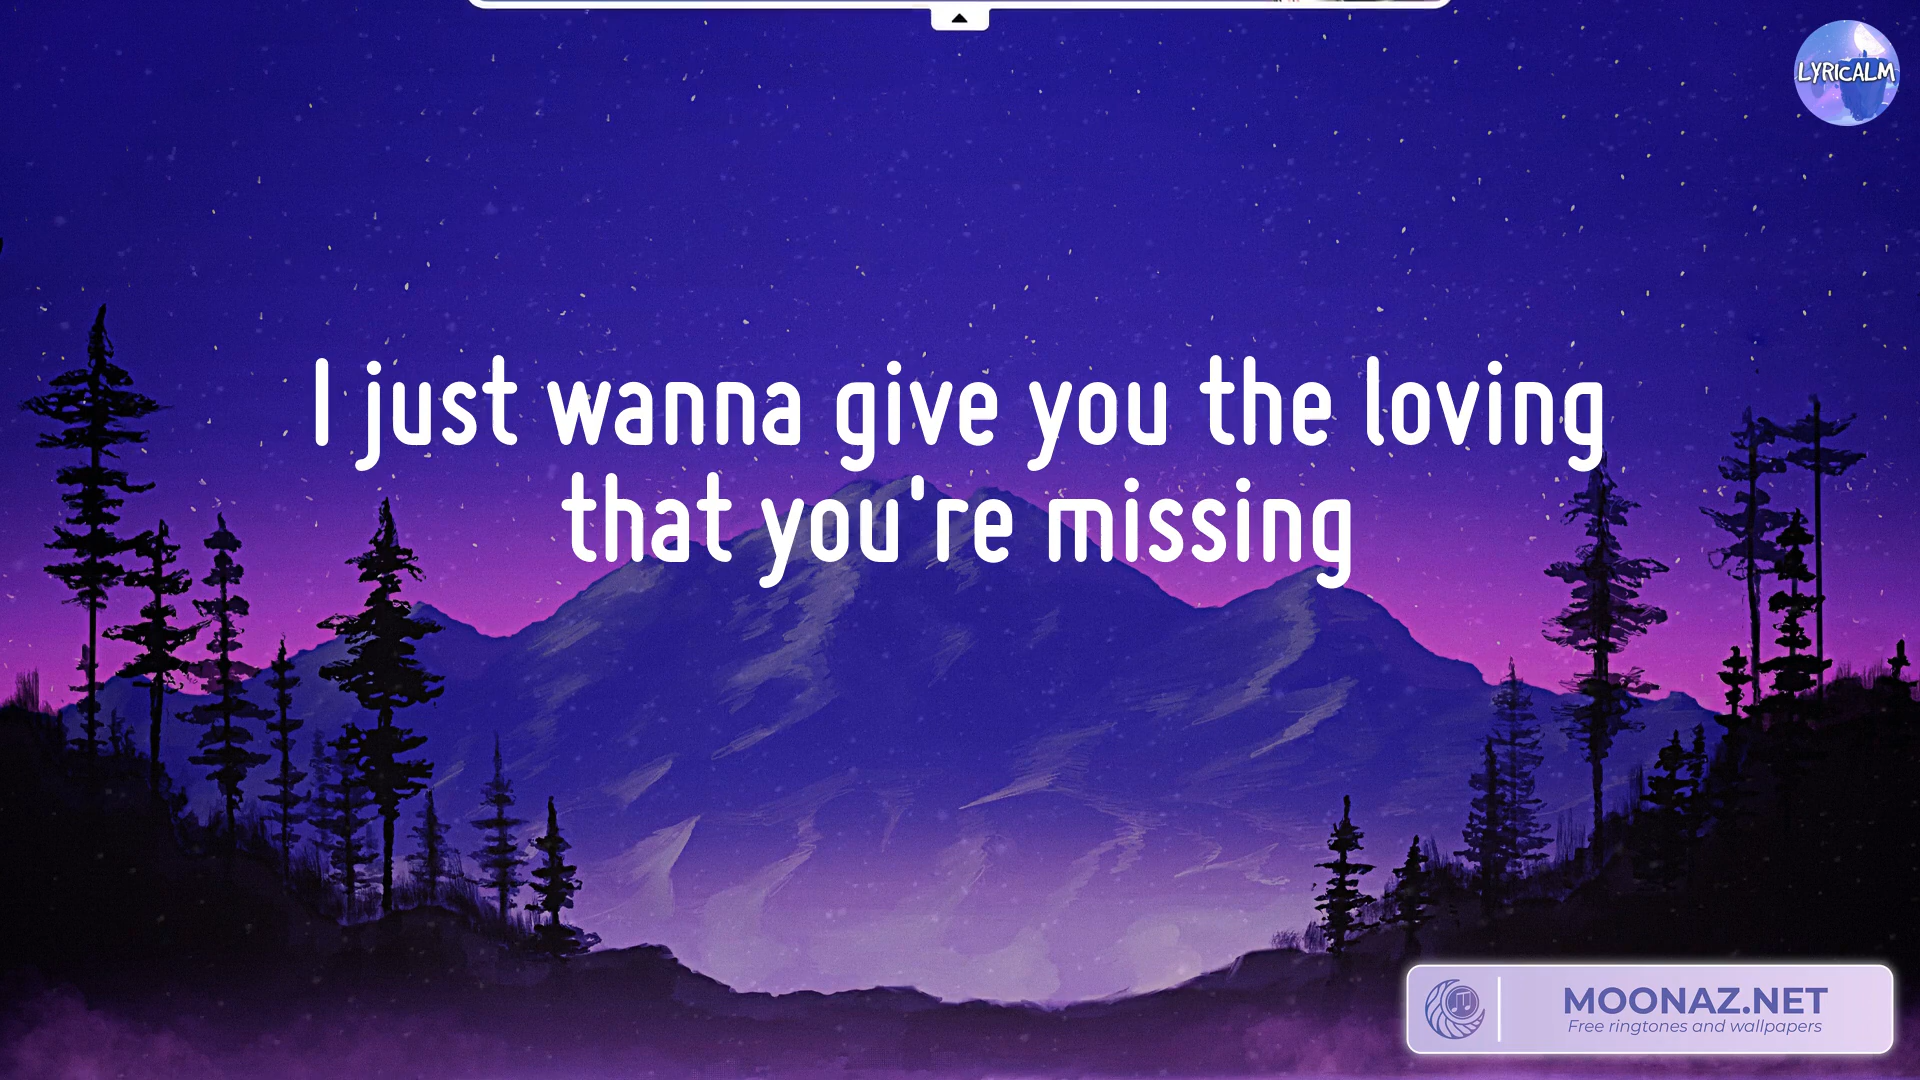 LYRICALM
I just wanna give you the loving
that you're missing
MOONAZ.NET
Free ringtones and wallpapers